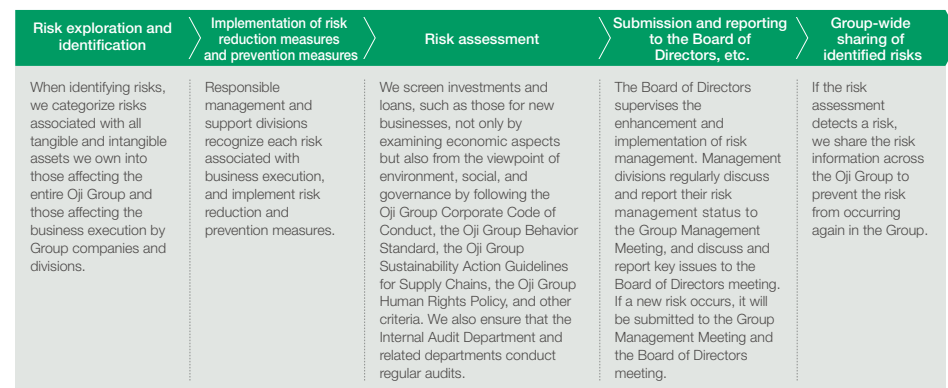 Risk exploration and
identification
Implementation of risk
reduction measures
and prevention measures
Risk assessment
Submission and reporting
to the Board of
Directors, etc.
Group-wide
sharing of
identified risks
When identifying risks,
we categorize risks
associated with all
tangible and intangible
assets we own into
those affecting the
entire Oji Group and
those affecting the
business execution by
Group companies and
divisions.
Responsible
management and
support divisions
recognize each risk
associated with
business execution,
and implement risk
reduction and
prevention measures.
We screen investments and
loans, such as those for new
businesses, not only by
examining economic aspects
but also from the viewpoint of
environment, social, and
governance by following the
Oji Group Corporate Code of
Conduct, the Oji Group Behavior
Standard, the Oji Group
Sustainability Action Guidelines
for Supply Chains, the Oji Group
Human Rights Policy, and other
criteria. We also ensure that the
Internal Audit Department and
related departments conduct
regular audits.
The Board of Directors
supervises the
enhancement and
implementation of risk
management. Management
divisions regularly discuss
and report their risk
management status to
the Group Management
Meeting, and discuss and
report key issues to the
Board of Directors meeting.
If a new risk occurs, it will
be submitted to the Group
Management Meeting and
the Board of Directors
meeting.
If the risk
assessment
detects a risk,
we share the risk
information across
the Oji Group to
prevent the risk
from occurring
again in the Group.